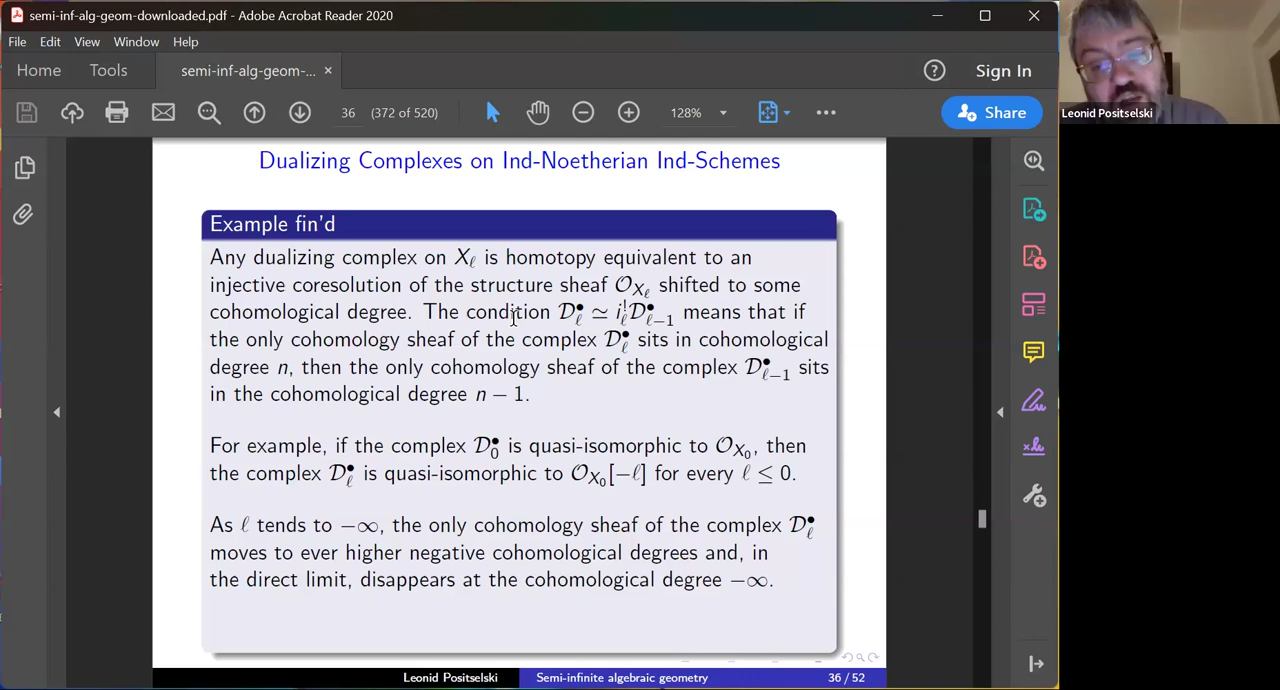 semi-inf-alg-geom-downloaded.pdf - Adobe Acrobat Reader 2020
File Edit View Window Help
Home Tools semi-inf-alg-geom-... × Sign In
36 (372 of 520) 128% Share
Leonid Positselski
Dualizing Complexes on Ind-Noetherian Ind-Schemes
Example fin'd
Any dualizing complex on X_ℓ is homotopy equivalent to an
injective coresolution of the structure sheaf 𝒪_{X_ℓ} shifted to some
cohomological degree. The condition 𝒟^•_ℓ ≃ i^!_ℓ 𝒟^•_{ℓ−1} means that if
the only cohomology sheaf of the complex 𝒟^•_ℓ sits in cohomological
degree n, then the only cohomology sheaf of the complex 𝒟^•_{ℓ−1} sits
in the cohomological degree n − 1.
For example, if the complex 𝒟^•_0 is quasi-isomorphic to 𝒪_{X_0}, then
the complex 𝒟^•_ℓ is quasi-isomorphic to 𝒪_{X_0}[−ℓ] for every ℓ ≤ 0.
As ℓ tends to −∞, the only cohomology sheaf of the complex 𝒟^•_ℓ
moves to ever higher negative cohomological degrees and, in
the direct limit, disappears at the cohomological degree −∞.
Leonid Positselski Semi-infinite algebraic geometry 36 / 52